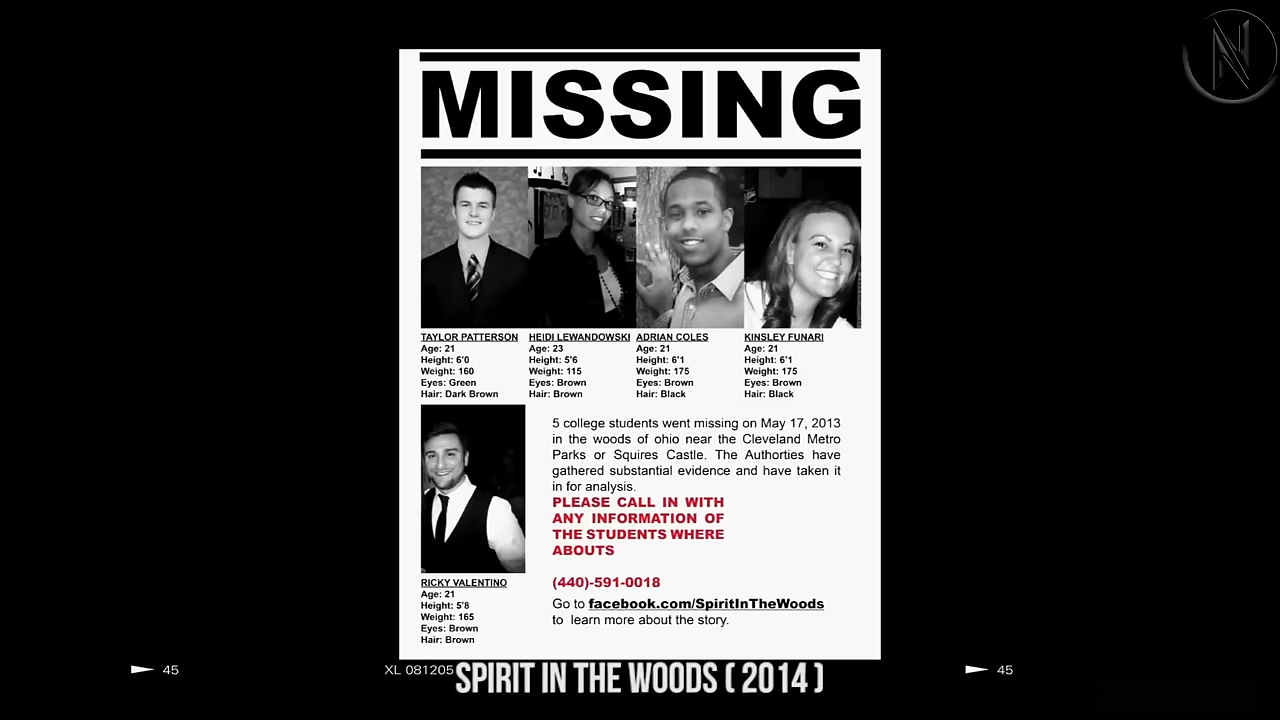 MISSING
TAYLOR PATTERSON
Age: 21
Height: 6'0
Weight: 160
Eyes: Green
Hair: Dark Brown
HEIDI LEWANDOWSKI
Age: 23
Height: 5'6
Weight: 115
Eyes: Brown
Hair: Brown
ADRIAN COLES
Age: 21
Height: 6'1
Weight: 175
Eyes: Brown
Hair: Black
KINSLEY FUNARI
Age: 21
Height: 6'1
Weight: 175
Eyes: Brown
Hair: Black
RICKY VALENTINO
Age: 21
Height: 5'8
Weight: 165
Eyes: Brown
Hair: Brown
5 college students went missing on May 17, 2013
in the woods of ohio near the Cleveland Metro
Parks or Squires Castle. The Authorties have
gathered substantial evidence and have taken it
in for analysis.
PLEASE CALL IN WITH
ANY INFORMATION OF
THE STUDENTS WHERE
ABOUTS
(440)-591-0018
Go to facebook.com/SpiritInTheWoods
to learn more about the story.
45
XL 081205
45
SPIRIT IN THE WOODS ( 2014 )